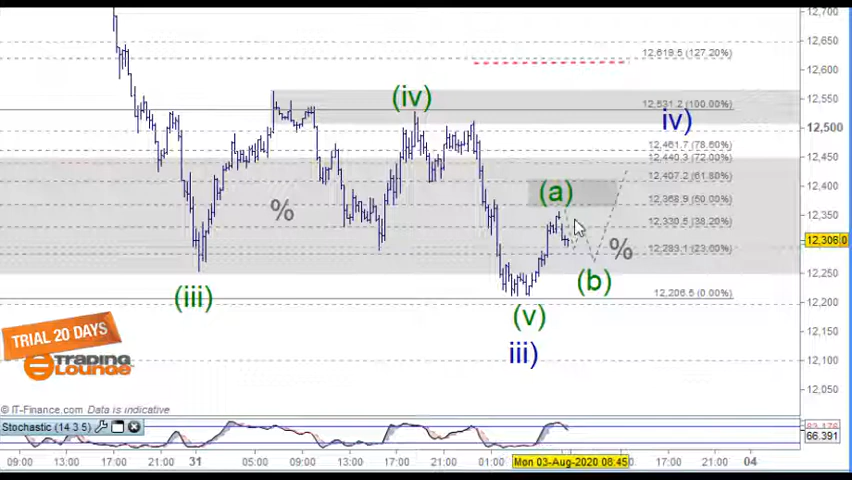 12,700
12,650
12,619.5 (127.20%)
12,600
12,550
(iv)
12,531.2 (100.00%)
iv)
12,500
12,461.7 (78.60%)
12,450
12,440.3 (72.00%)
12,407.2 (61.80%)
12,400
(a)
12,368.9 (50.00%)
%
12,350
12,330.5 (38.20%)
12,306.0
%
12,283.1 (23.60%)
12,250
(b)
(iii)
12,206.5 (0.00%)
12,200
(v)
12,150
TRIAL 20 DAYS
iii)
Trading
Lounge
12,100
12,050
© IT-Finance.com Data is indicative
Stochastic (14 3 5)
66.391
09:00 13:00 21:00 31 05:00 09:00 13:00 21:00 01:00 Mon 03-Aug-2020 08:45 17:00 21:00 04